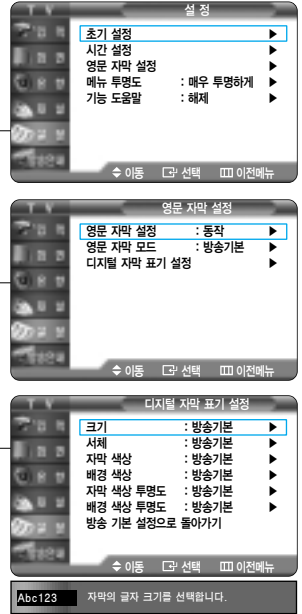 T V
설 정
초기 설정 ▶
시간 설정 ▶
영문 자막 설정 ▶
메뉴 투명도 : 매우 투명하게 ▶
기능 도움말 : 해제 ▶
이동 선택 이전메뉴
T V
영문 자막 설정
영문 자막 설정 : 동작 ▶
영문 자막 모드 : 방송기본 ▶
디지털 자막 표기 설정 ▶
이동 선택 이전메뉴
T V
디지털 자막 표기 설정
크기 : 방송기본 ▶
서체 : 방송기본 ▶
자막 색상 : 방송기본 ▶
배경 색상 : 방송기본 ▶
자막 색상 투명도 : 방송기본 ▶
배경 색상 투명도 : 방송기본 ▶
방송 기본 설정으로 돌아가기
이동 선택 이전메뉴
Abc123 자막의 글자 크기를 선택합니다.